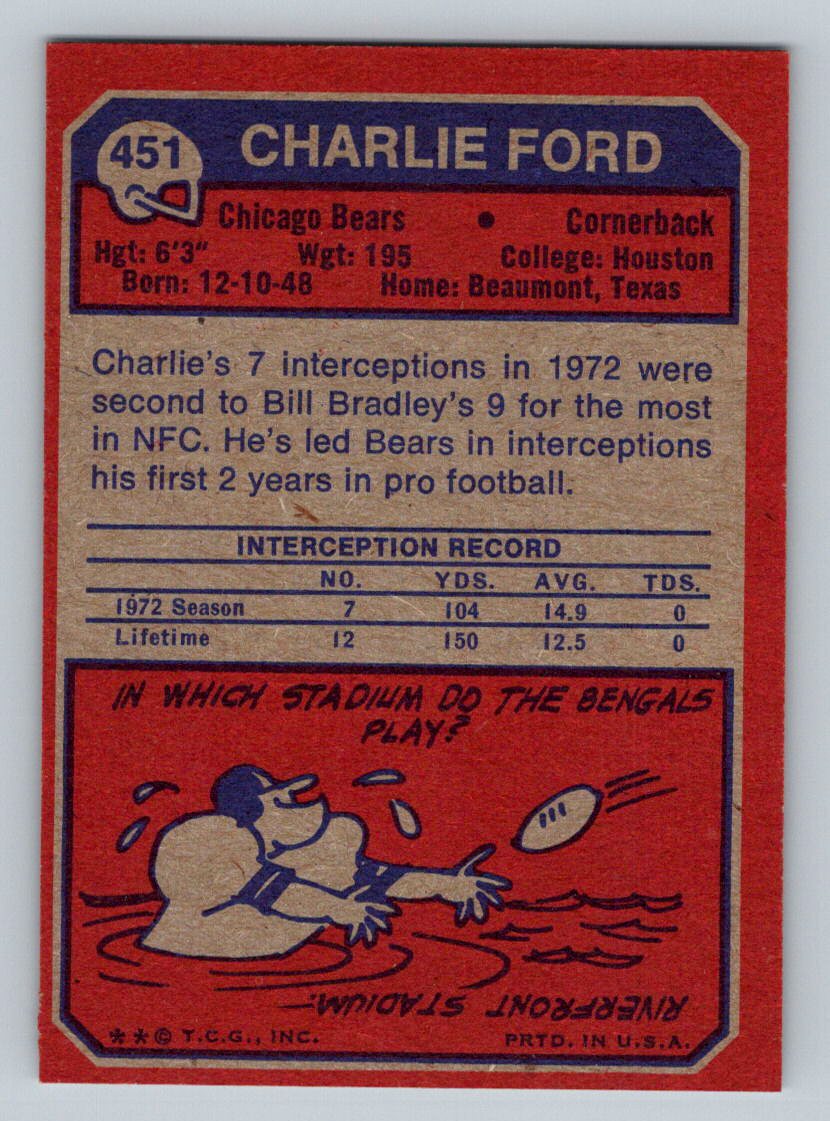 451
CHARLIE FORD
Chicago Bears • Cornerback
Hgt: 6'3" Wgt: 195 College: Houston
Born: 12-10-48 Home: Beaumont, Texas
Charlie's 7 interceptions in 1972 were
second to Bill Bradley's 9 for the most
in NFC. He's led Bears in interceptions
his first 2 years in pro football.
INTERCEPTION RECORD
NO. YDS. AVG. TDS.
1972 Season 7 104 14.9 0
Lifetime 12 150 12.5 0
IN WHICH STADIUM DO THE BENGALS
PLAY?
RIVERFRONT STADIUM.
**© T.C.G., INC. PRTD. IN U.S.A.